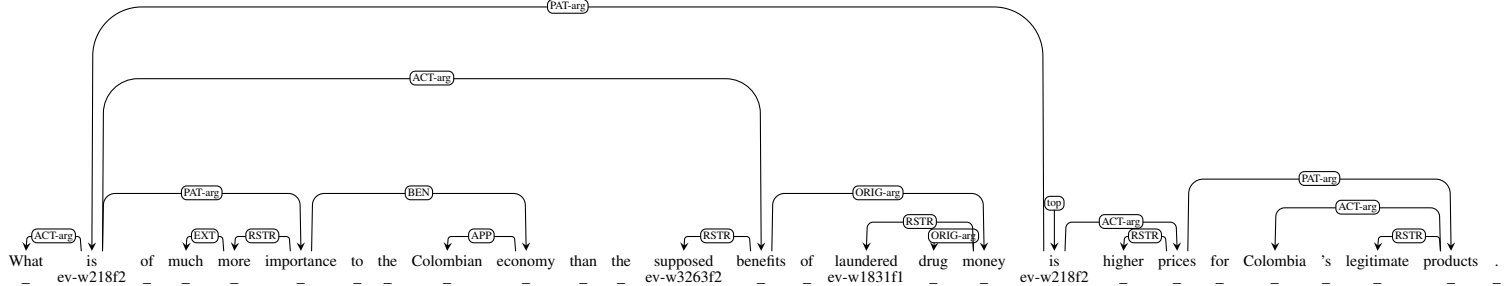 PAT-arg
ACT-arg
PAT-arg BEN ORIG-arg PAT-arg
top RSTR ACT-arg ACT-arg
ACT-arg EXT RSTR APP RSTR ORIG-arg RSTR RSTR
What is of much more importance to the Colombian economy than the supposed benefits of laundered drug money is higher prices for Colombia 's legitimate products .
_ ev-w218f2 _ _ _ _ _ _ _ _ _ _ ev-w3263f2 _ _ ev-w1831f1 _ _ ev-w218f2 _ _ _ _ _ _ _ _